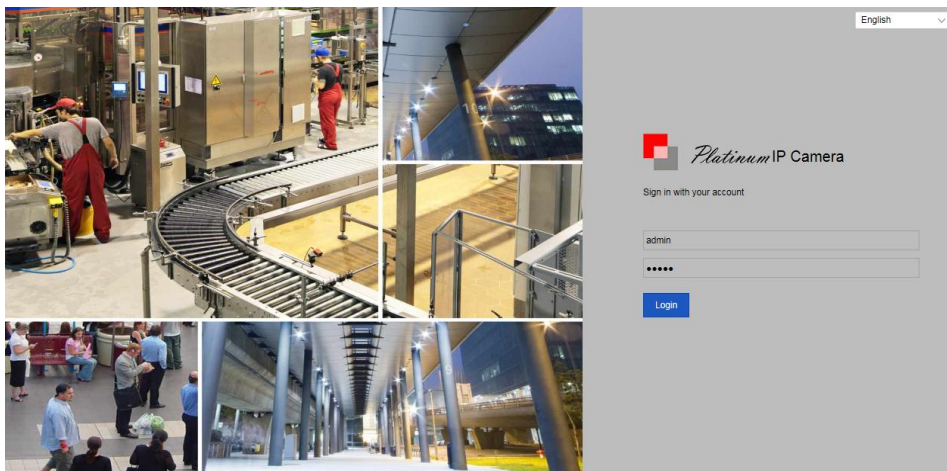 English
Platinum IP Camera
Sign in with your account
admin
•••••
Login